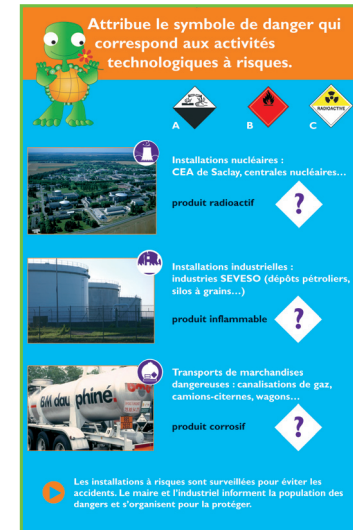 Attribue le symbole de danger qui
correspond aux activités
technologiques à risques.
RADIOACTIVE
A
B
C
Installations nucléaires :
CEA de Saclay, centrales nucléaires...
produit radioactif
?
Installations industrielles :
industries SEVESO (dépôts pétroliers,
silos à grains...)
produit inflammable
?
Transports de marchandises
dangereuses : canalisations de gaz,
camions-citernes, wagons...
produit corrosif
?
GM dauphiné
Les installations à risques sont surveillées pour éviter les
accidents. Le maire et l'industriel informent la population des
dangers et s'organisent pour la protéger.